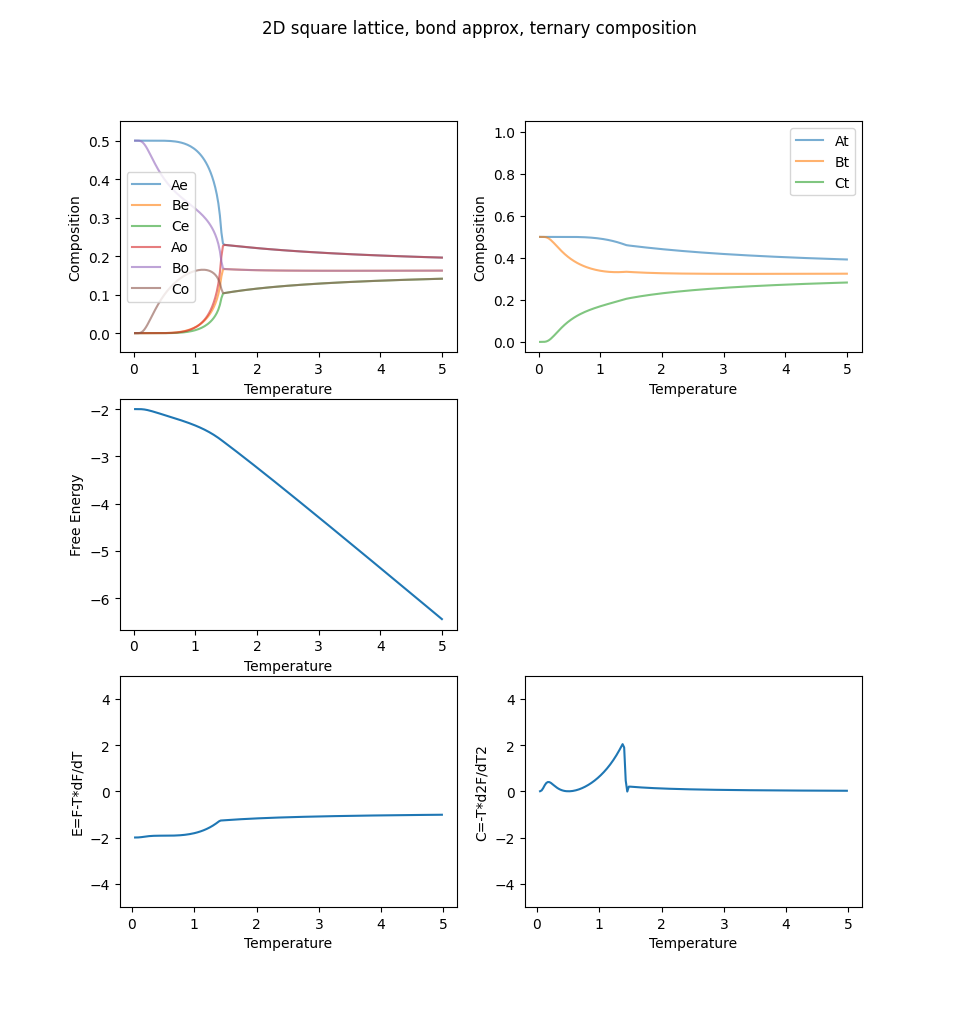 2D square lattice, bond approx, ternary composition
Composition
0.5
0.4
0.3
0.2
0.1
0.0
Ae
Be
Ce
Ao
Bo
Co
0 1 2 3 4 5
Temperature
Composition
1.0
0.8
0.6
0.4
0.2
0.0
At
Bt
Ct
0 1 2 3 4 5
Temperature
Free Energy
−2
−3
−4
−5
−6
0 1 2 3 4 5
Temperature
E=F-T*dF/dT
4
2
0
−2
−4
0 1 2 3 4 5
Temperature
C=-T*d2F/dT2
4
2
0
−2
−4
0 1 2 3 4 5
Temperature